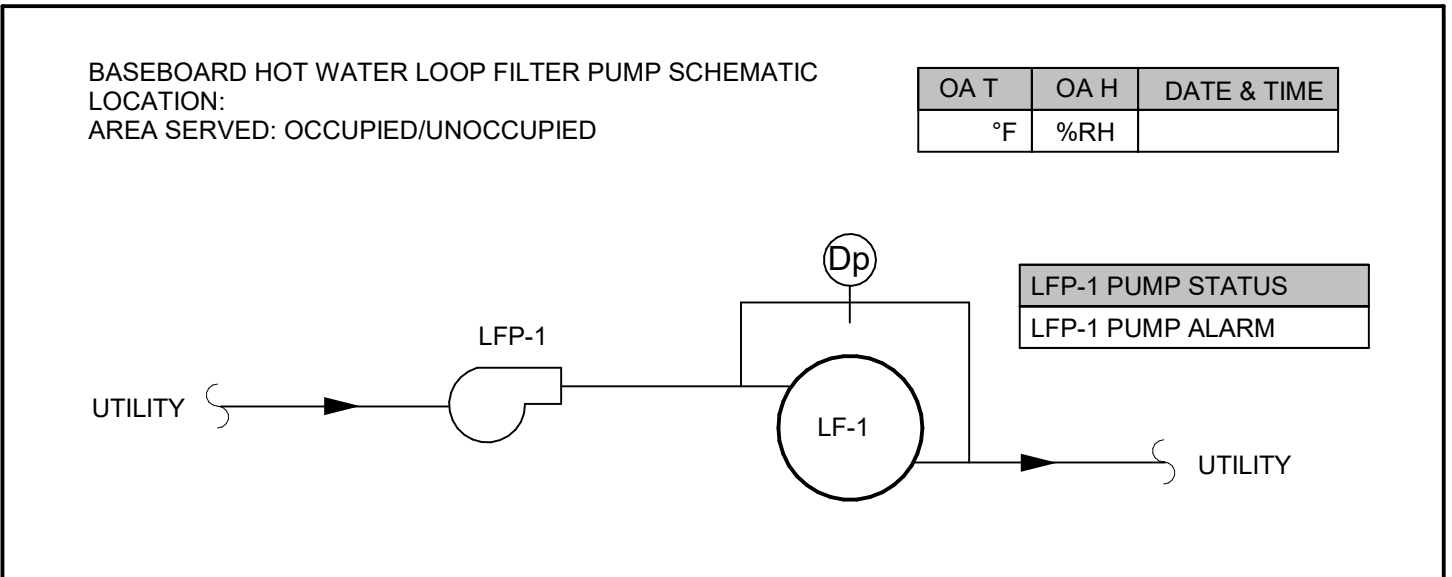 BASEBOARD HOT WATER LOOP FILTER PUMP SCHEMATIC
LOCATION:
AREA SERVED: OCCUPIED/UNOCCUPIED
OA T OA H DATE & TIME
°F %RH
Dp
LFP-1 PUMP STATUS
LFP-1 PUMP ALARM
LFP-1
UTILITY
LF-1
UTILITY